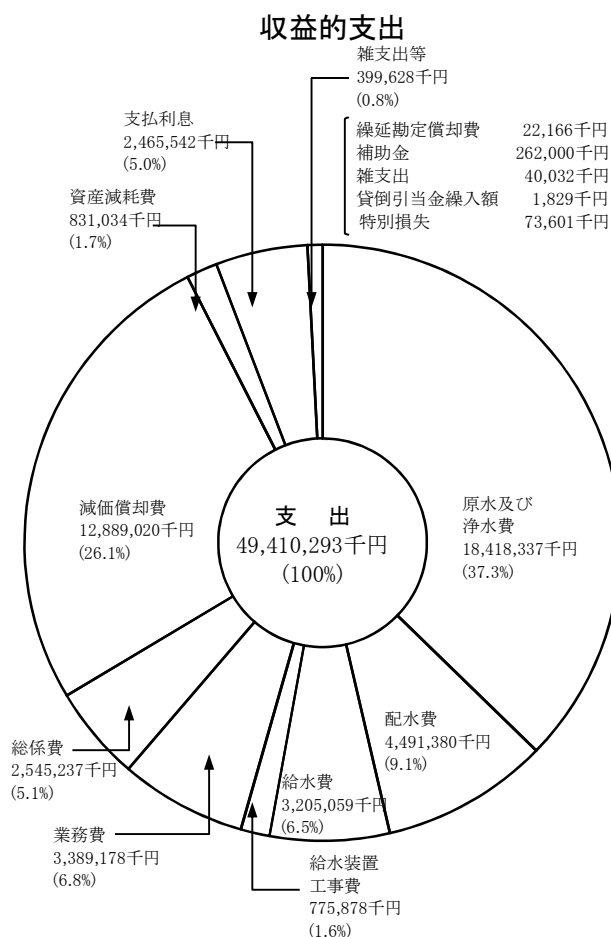 収益的支出
雑支出等
399,628千円
(0.8%)
繰延勘定償却費 22,166千円
補助金 262,000千円
雑支出 40,032千円
貸倒引当金繰入額 1,829千円
特別損失 73,601千円
支払利息
2,465,542千円
(5.0%)
資産減耗費
831,034千円
(1.7%)
減価償却費
12,889,020千円
(26.1%)
支 出
49,410,293千円
(100%)
原水及び
浄水費
18,418,337千円
(37.3%)
配水費
4,491,380千円
(9.1%)
給水費
3,205,059千円
(6.5%)
給水装置
工事費
775,878千円
(1.6%)
業務費
3,389,178千円
(6.8%)
総係費
2,545,237千円
(5.1%)